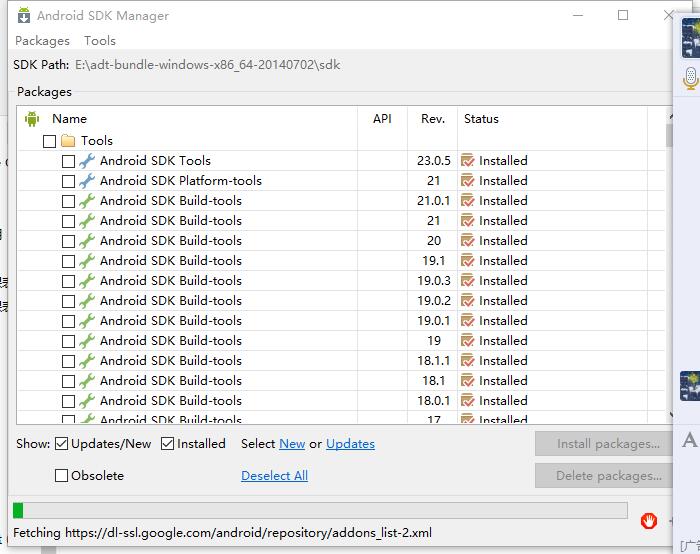 Android SDK Manager
Packages Tools
SDK Path: E:\adt-bundle-windows-x86_64-20140702\sdk
Packages
Name API Rev. Status
Tools
Android SDK Tools 23.0.5 Installed
Android SDK Platform-tools 21 Installed
Android SDK Build-tools 21.0.1 Installed
Android SDK Build-tools 21 Installed
Android SDK Build-tools 20 Installed
Android SDK Build-tools 19.1 Installed
Android SDK Build-tools 19.0.3 Installed
Android SDK Build-tools 19.0.2 Installed
Android SDK Build-tools 19.0.1 Installed
Android SDK Build-tools 19 Installed
Android SDK Build-tools 18.1.1 Installed
Android SDK Build-tools 18.1 Installed
Android SDK Build-tools 18.0.1 Installed
Android SDK Build-tools 17 Installed
Show: Updates/New Installed Select New or Updates Install packages...
Obsolete Deselect All Delete packages...
Fetching https://dl-ssl.google.com/android/repository/addons_list-2.xml
A